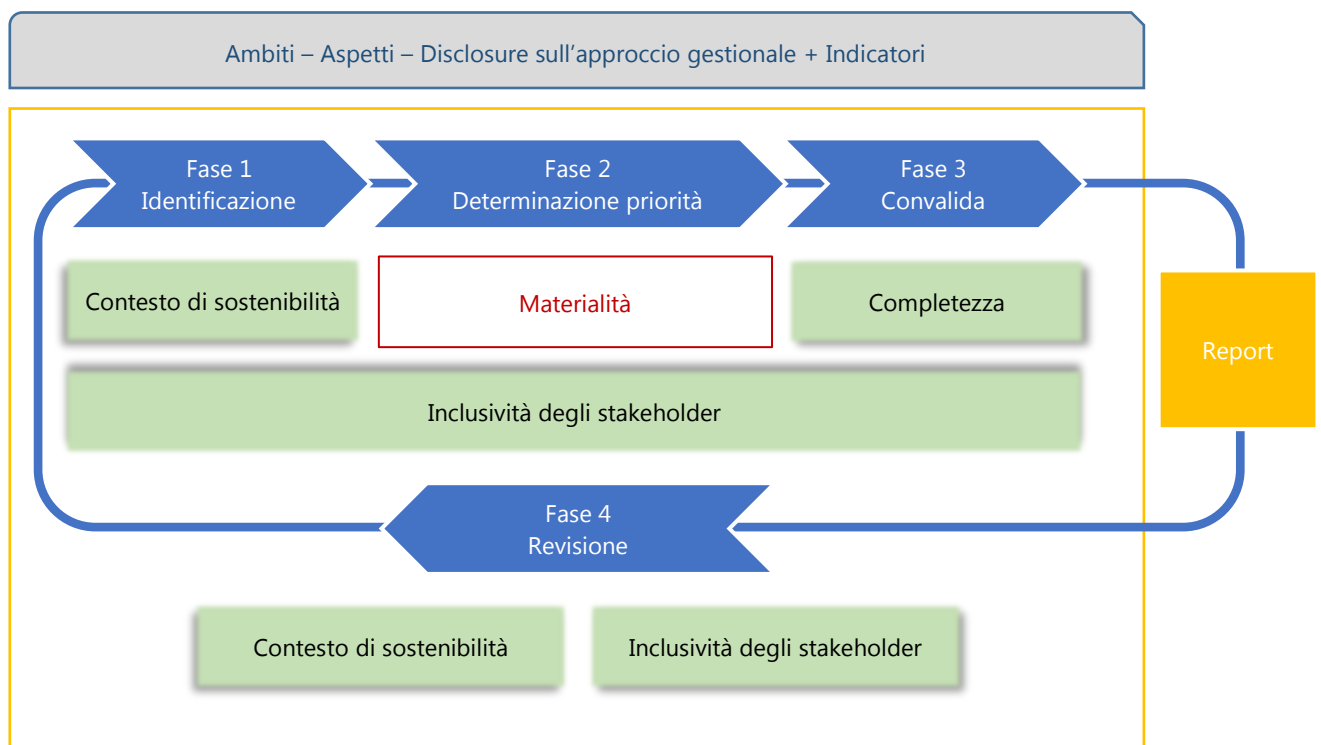 Ambiti – Aspetti – Disclosure sull’approccio gestionale + Indicatori
Fase 1
Identificazione
Fase 2
Determinazione priorità
Fase 3
Convalida
Contesto di sostenibilità
Materialità
Completezza
Report
Inclusività degli stakeholder
Fase 4
Revisione
Contesto di sostenibilità
Inclusività degli stakeholder